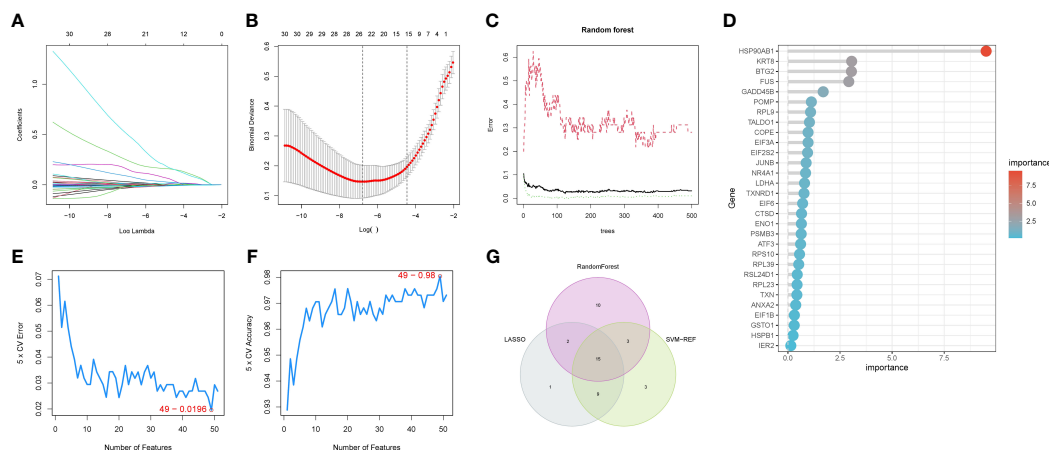 A
30 28 21 12 0
Coefficients
1.0
0.5
0.0
−10 −8 −6 −4 −2
Log Lambda
B
30 30 29 29 28 26 22 20 15 9 7 4 1
Binomial Deviance
0.6
0.5
0.4
0.3
0.2
0.1
−10 −8 −6 −4 −2
Log( )
C
Random forest
Error
0.6
0.5
0.4
0.3
0.2
0.1
0.0
0 100 200 300 400 500
trees
D
Gene
HSP90AB1
KRT8
BTG2
FUS
GADD45B
POMP
RPL9
TALDO1
COPE
EIF3A
EIF2S2
JUNB
NR4A1
LDHA
TXNRD1
EIF6
CTSD
ENO1
PSMB3
ATF3
RPS10
RPL39
RSL24D1
RPL23
TXN
ANXA2
EIF1B
GSTO1
HSPB1
IER2
0.0 2.5 5.0 7.5
importance
importance
7.5
5.0
2.5
E
5 x CV Error
0.07
0.06
0.05
0.04
0.03
0.02
49 − 0.0196
0 10 20 30 40 50
Number of Features
F
5 x CV Accuracy
0.98
0.97
0.96
0.95
0.94
0.93
49 − 0.98
0 10 20 30 40 50
Number of Features
G
RandomForest
10
LASSO
2
3
SVM−REF
15
1
3